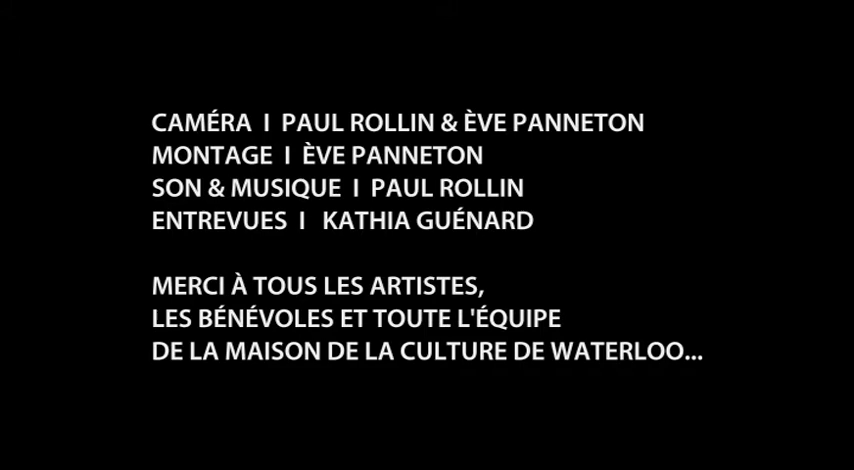 CAMÉRA I PAUL ROLLIN & ÈVE PANNETON
MONTAGE I ÈVE PANNETON
SON & MUSIQUE I PAUL ROLLIN
ENTREVUES I KATHIA GUÉNARD
MERCI À TOUS LES ARTISTES,
LES BÉNÉVOLES ET TOUTE L'ÉQUIPE
DE LA MAISON DE LA CULTURE DE WATERLOO...